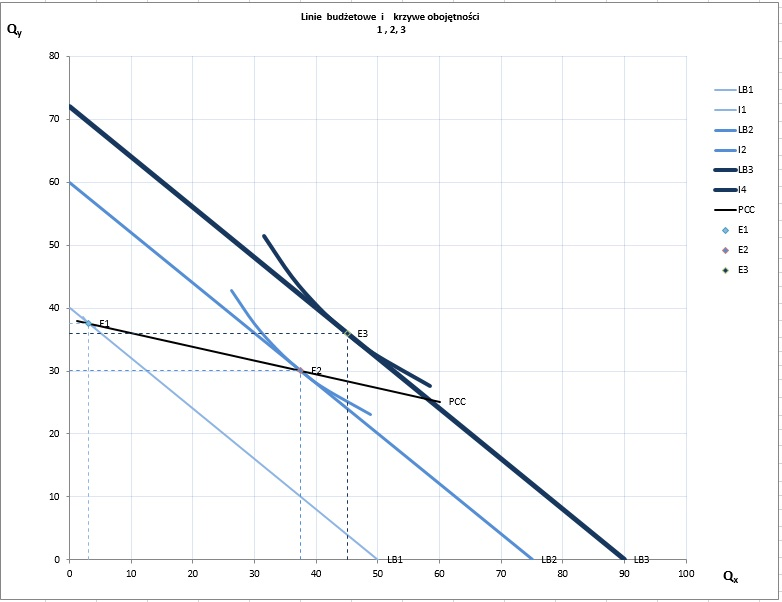 Linie budżetowe i krzywe obojętności
1 , 2, 3
Qy
80
70
60
50
40
30
20
10
0
0 10 20 30 40 50 60 70 80 90 100
Qx
E1
E2
E3
PCC
LB1
LB2
LB3
LB1
I1
LB2
I2
LB3
I4
PCC
E1
E2
E3